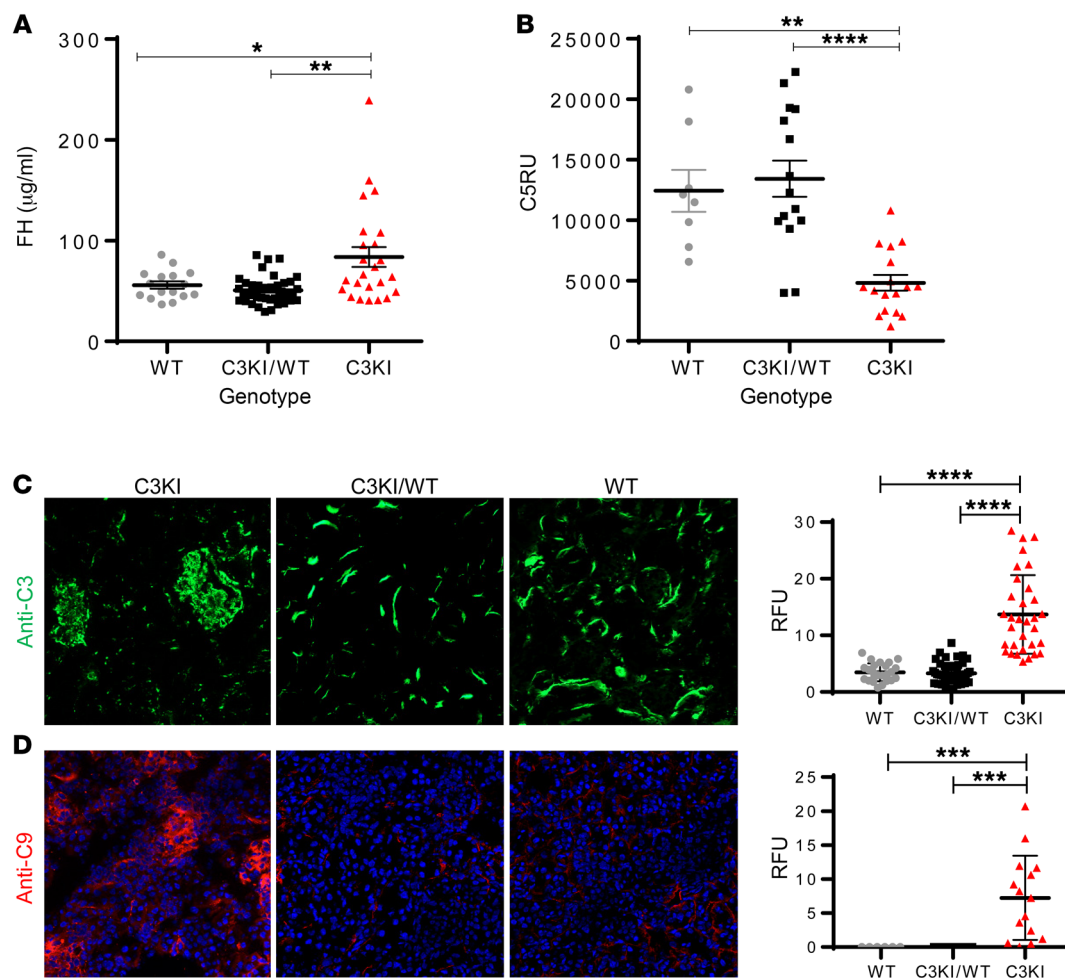 A
FH (µg/ml)
300
200
100
0
*
**
WT
C3KI/WT
C3KI
Genotype
B
C5RU
25000
20000
15000
10000
5000
0
**
****
WT
C3KI/WT
C3KI
Genotype
C
C3KI
C3KI/WT
WT
Anti-C3
RFU
30
20
10
0
****
****
WT
C3KI/WT
C3KI
D
Anti-C9
RFU
25
20
15
10
5
0
***
***
WT
C3KI/WT
C3KI